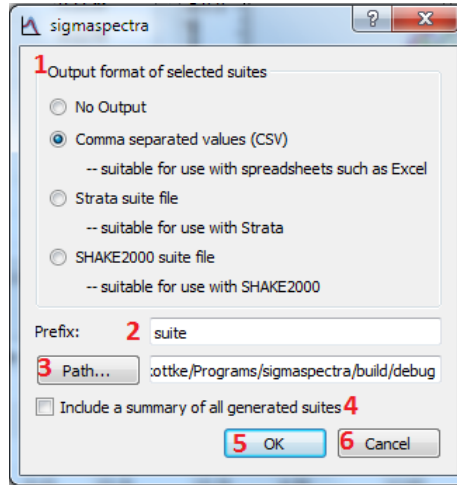 sigmaspectra
1 Output format of selected suites
No Output
Comma separated values (CSV)
-- suitable for use with spreadsheets such as Excel
Strata suite file
-- suitable for use with Strata
SHAKE2000 suite file
-- suitable for use with SHAKE2000
Prefix: 2 suite
3 Path... :ottke/Programs/sigmaspectra/build/debug
Include a summary of all generated suites 4
5 OK 6 Cancel